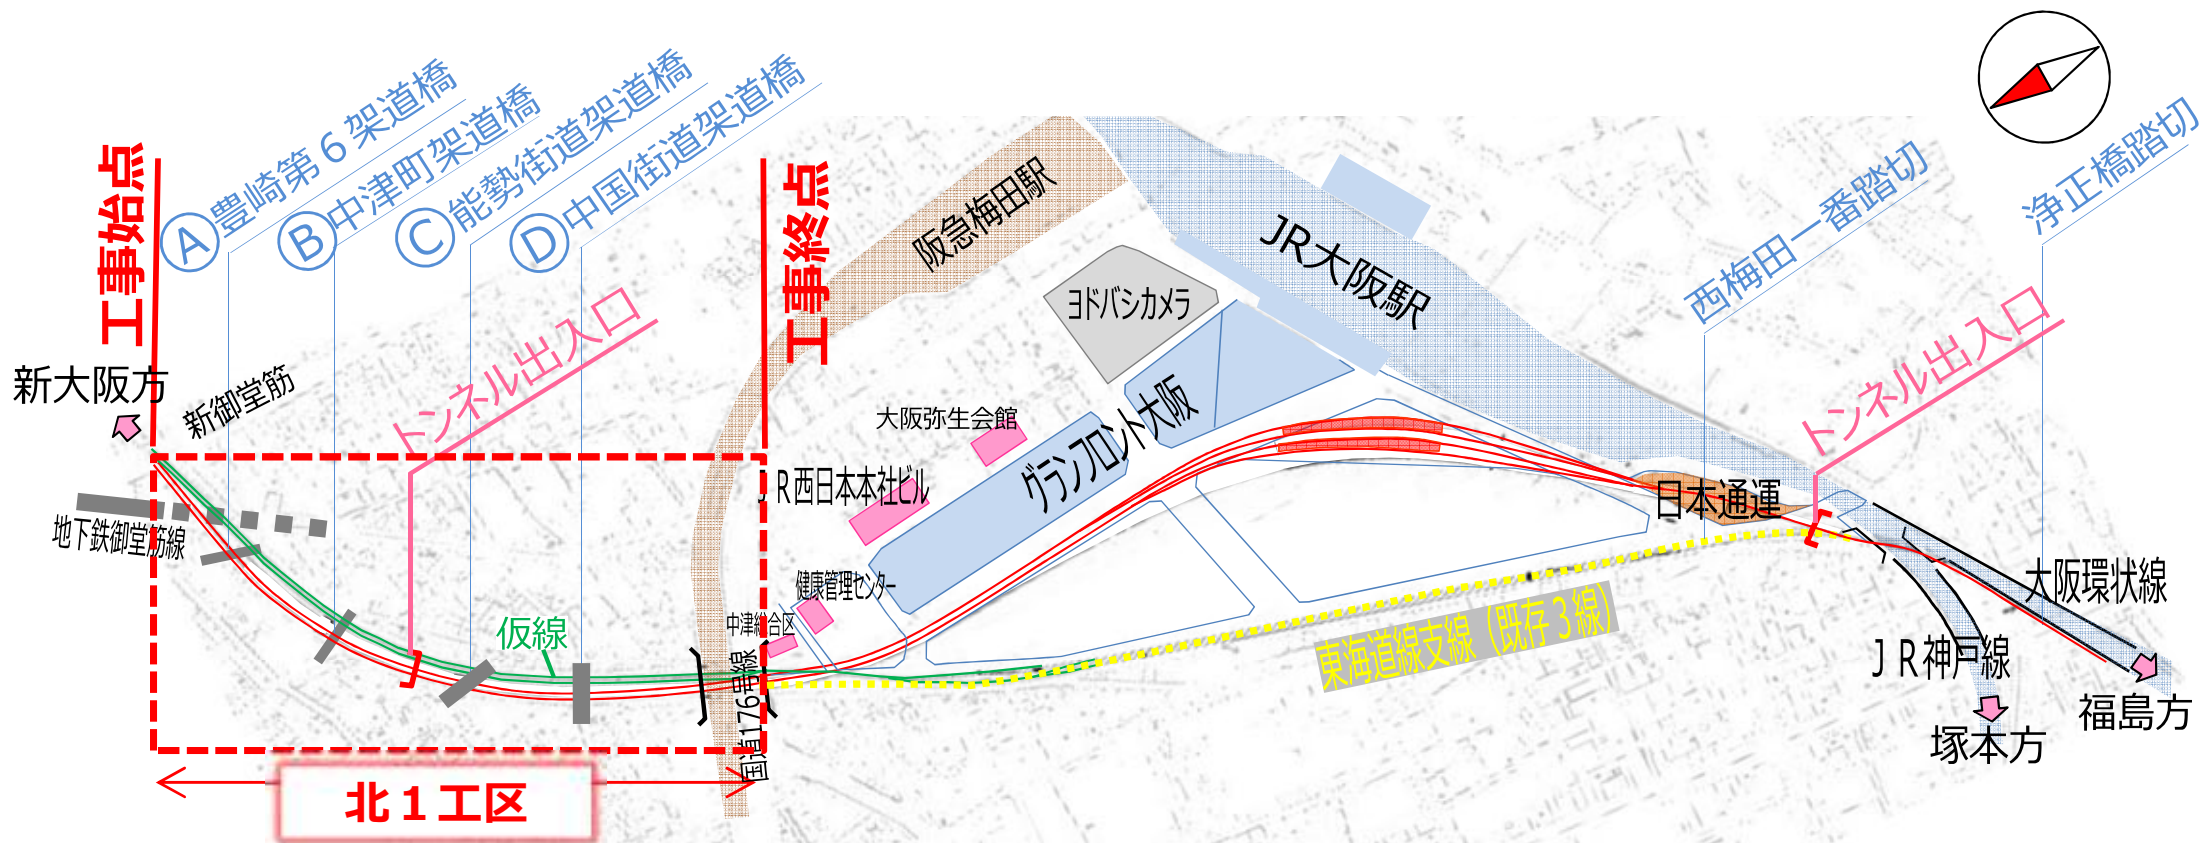 工事始点
Ⓐ豊崎第６架道橋
Ⓑ中津町架道橋
Ⓒ能勢街道架道橋
Ⓓ中国街道架道橋
工事終点
阪急梅田駅
JR大阪駅
西梅田一番踏切
浄正橋踏切
ヨドバシカメラ
トンネル出入口
トンネル出入口
新大阪方
新御堂筋
大阪弥生会館
グランフロント大阪
ＪＲ西日本本社ビル
日本通運
地下鉄御堂筋線
健康管理センター
中津総合区
仮線
国道176号線
東海道線支線（既存３線）
大阪環状線
ＪＲ神戸線
福島方
塚本方
北１工区